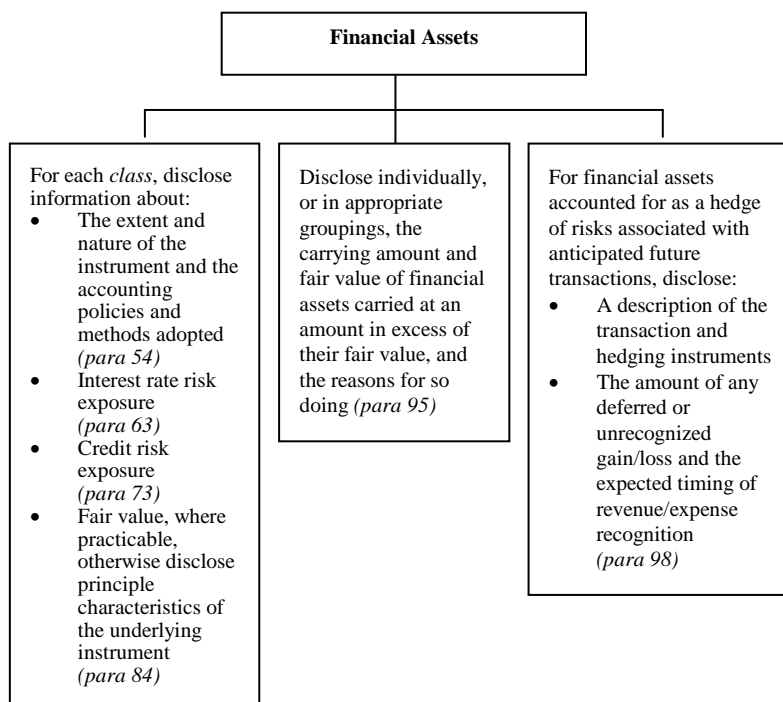 Financial Assets
For each class, disclose
information about:
• The extent and
nature of the
instrument and the
accounting
policies and
methods adopted
(para 54)
• Interest rate risk
exposure
(para 63)
• Credit risk
exposure
(para 73)
• Fair value, where
practicable,
otherwise disclose
principle
characteristics of
the underlying
instrument
(para 84)
Disclose individually,
or in appropriate
groupings, the
carrying amount and
fair value of financial
assets carried at an
amount in excess of
their fair value, and
the reasons for so
doing (para 95)
For financial assets
accounted for as a hedge
of risks associated with
anticipated future
transactions, disclose:
• A description of the
transaction and
hedging instruments
• The amount of any
deferred or
unrecognized
gain/loss and the
expected timing of
revenue/expense
recognition
(para 98)